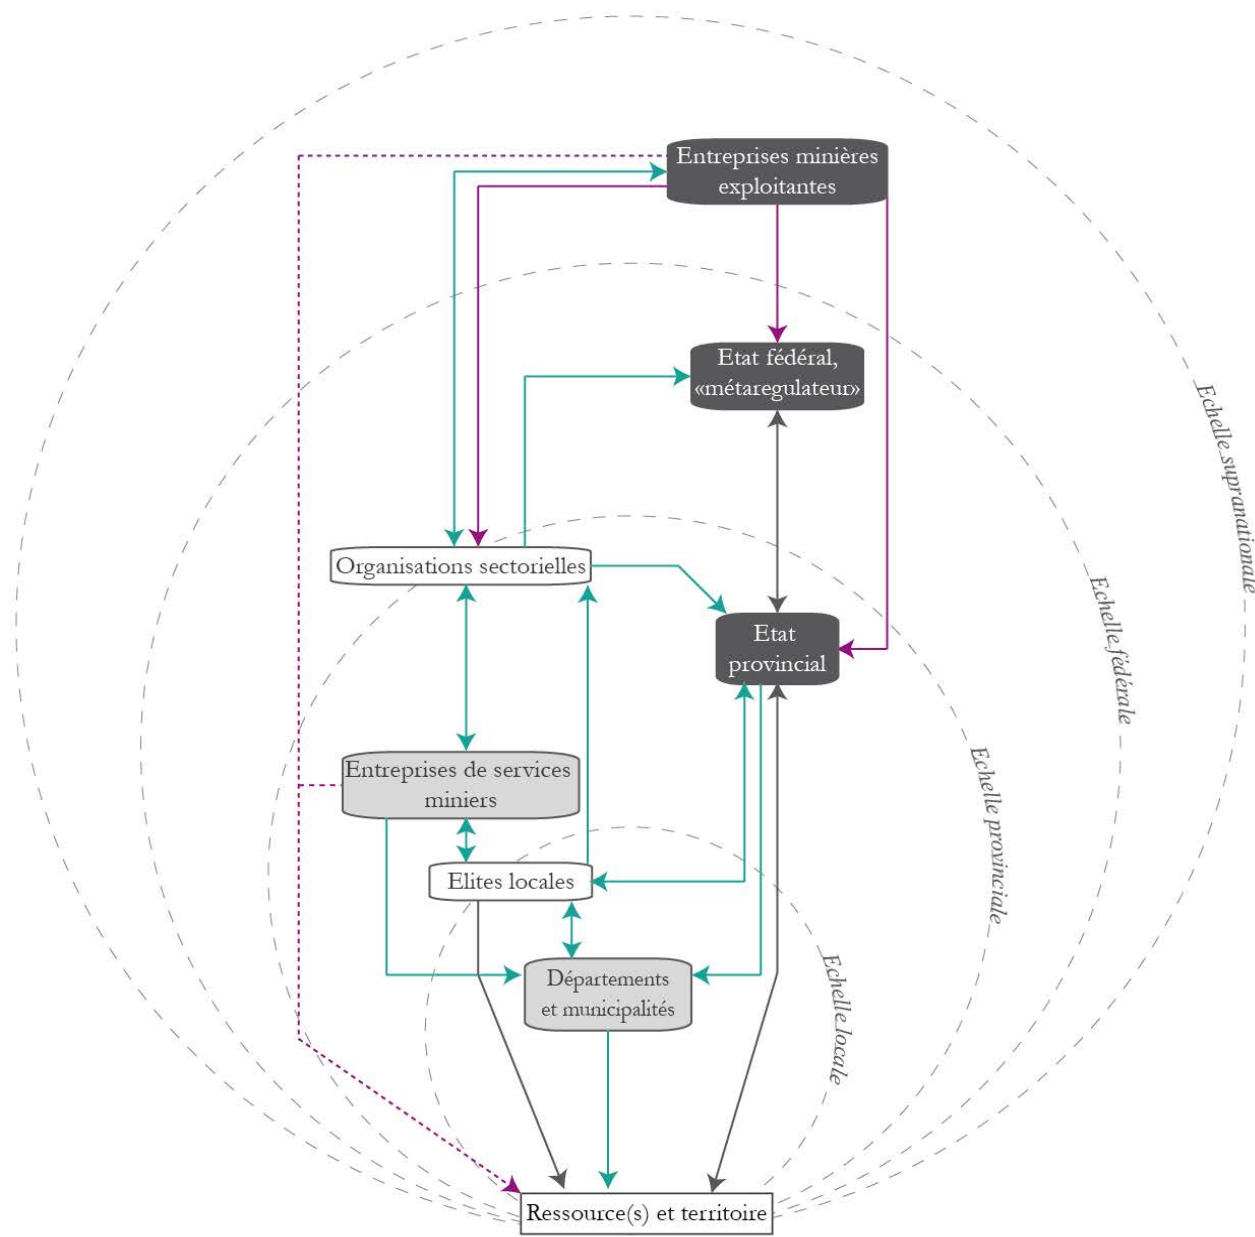 Entreprises minières
exploitantes
Etat fédéral,
«métaregulateur»
Echelle supranationale
Organisations sectorielles
Echelle fédérale
Etat
provincial
Entreprises de services
miniers
Echelle provinciale
Elites locales
Départements
et municipalités
Echelle locale
Ressource(s) et territoire